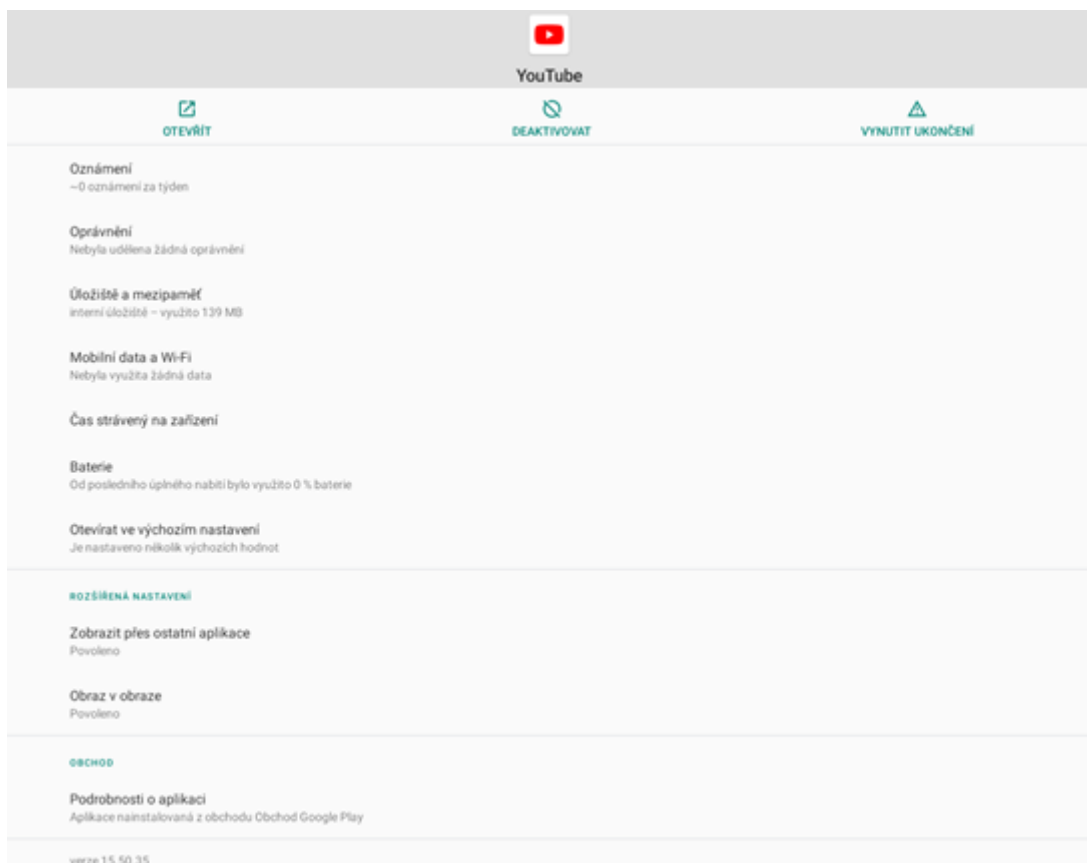 YouTube
OTEVŘÍT
DEAKTIVOVAT
VYNUTIT UKONČENÍ
Oznámení
~0 oznámení za týden
Oprávnění
Nebyla udělena žádná oprávnění
Úložiště a mezipaměť
interní úložiště – využito 139 MB
Mobilní data a Wi-Fi
Nebyla využita žádná data
Čas strávený na zařízení
Baterie
Od posledního úplného nabití bylo využito 0 % baterie
Otevírat ve výchozím nastavení
Je nastaveno několik výchozích hodnot
ROZŠÍŘENÁ NASTAVENÍ
Zobrazit přes ostatní aplikace
Povoleno
Obraz v obraze
Povoleno
OBCHOD
Podrobnosti o aplikaci
Aplikace nainstalovaná z obchodu Obchod Google Play
verze 15.50.35